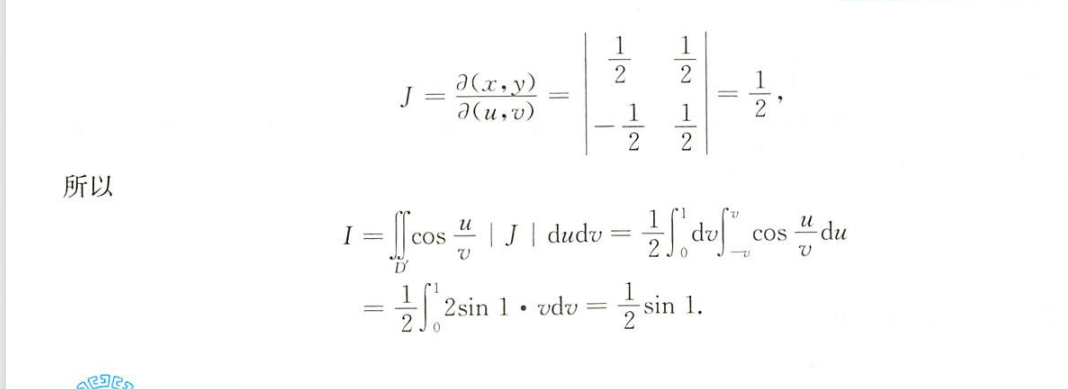 J = ∂(x,y)/∂(u,v) = | 1/2 1/2 ; -1/2 1/2 | = 1/2,
所以
I = ∬_{D'} cos u/v | J | dudv = 1/2 ∫_0^1 dv ∫_{-v}^v cos u/v du
= 1/2 ∫_0^1 2sin 1 · vdv = 1/2 sin 1.